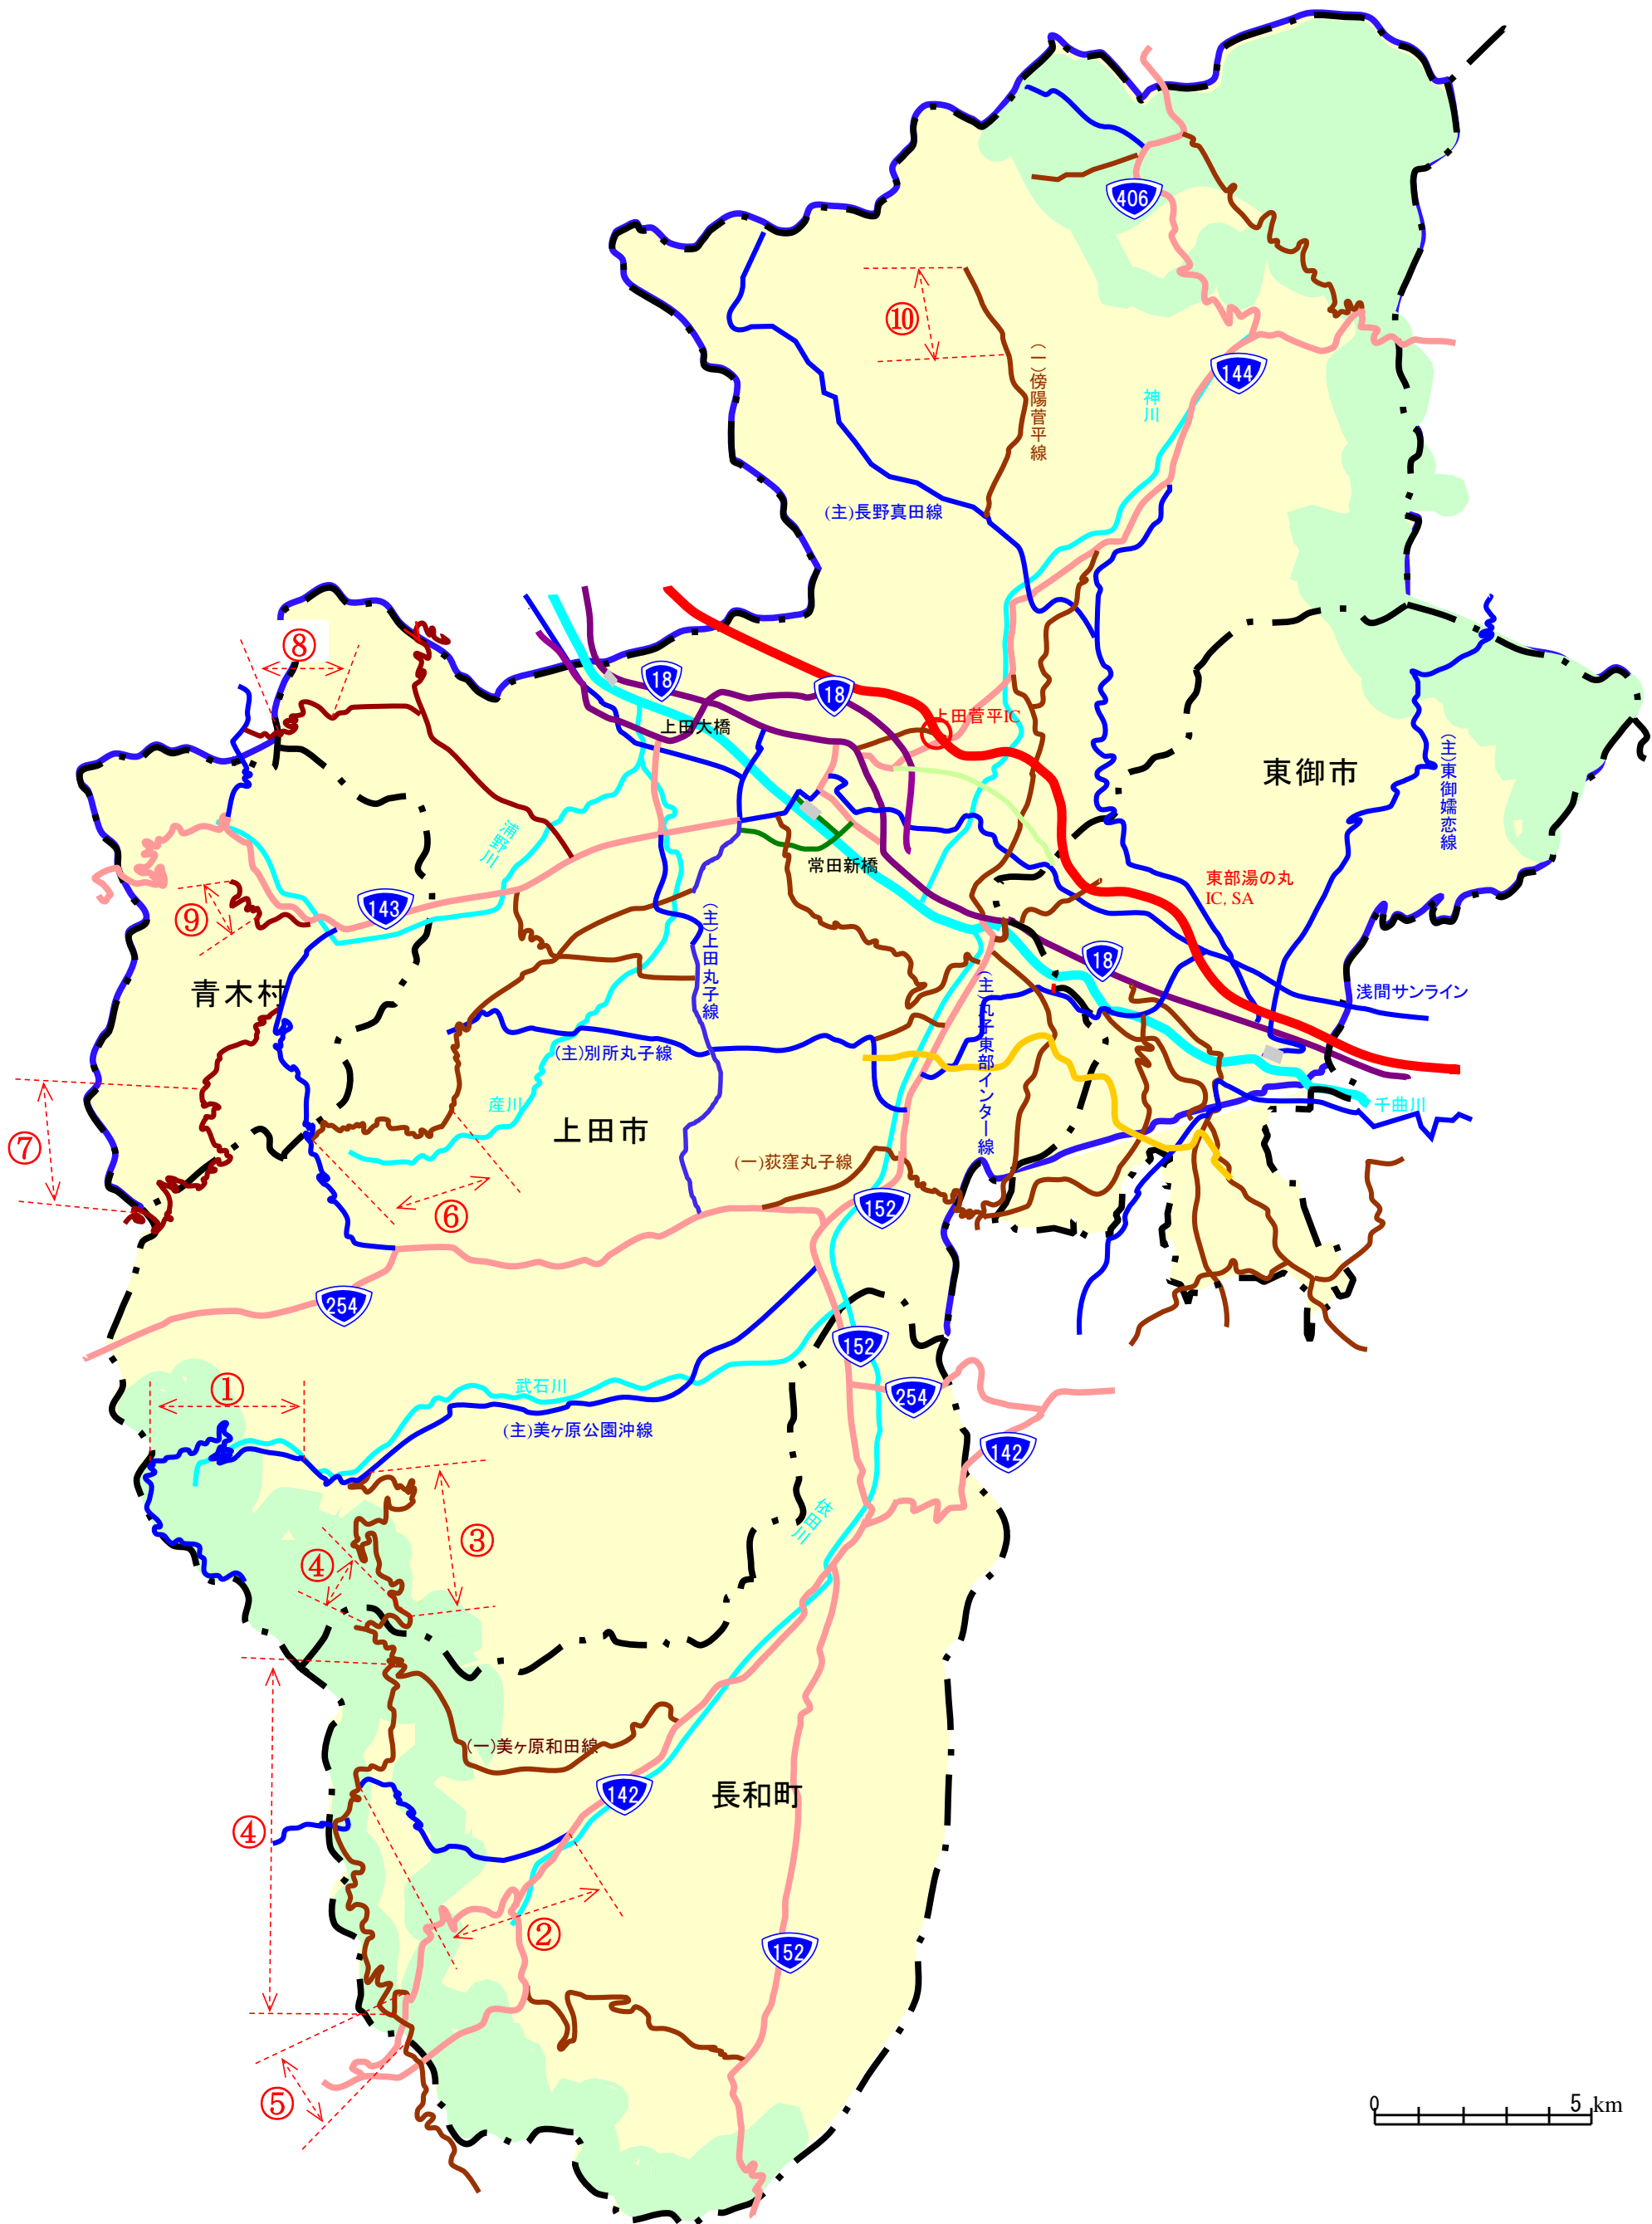 406
⑩
(一)傍陽菅平線
144
神川
(主)長野真田線
⑧
18
18
上田菅平IC
上田大橋
東御市
(主)東御嬬恋線
浦野川
常田新橋
東部湯の丸
IC, SA
143
⑨
(主)上田丸子線
18
青木村
浅間サンライン
(主)丸子東部インター線
(主)別所丸子線
産川
千曲川
上田市
⑦
(一)荻窪丸子線
152
⑥
254
152
①
武石川
254
(主)美ヶ原公園沖線
142
③
依田川
④
(一)美ヶ原和田線
142
長和町
④
②
152
⑤
0 5 km